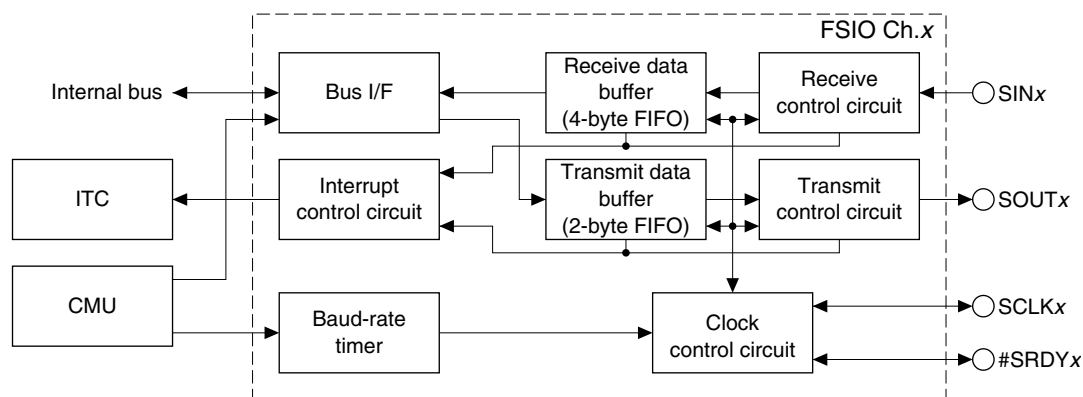 FSIO Ch.x
Internal bus
Bus I/F
Receive data
buffer
(4-byte FIFO)
Receive
control circuit
SINx
ITC
Interrupt
control circuit
Transmit data
buffer
(2-byte FIFO)
Transmit
control circuit
SOUTx
CMU
Baud-rate
timer
Clock
control circuit
SCLKx
#SRDYx